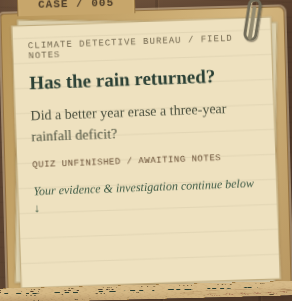 CASE / 005
CLIMATE DETECTIVE BUREAU / FIELD
NOTES
Has the rain returned?
Did a better year erase a three-year
rainfall deficit?
QUIZ UNFINISHED / AWAITING NOTES
Your evidence & investigation continue below
↓